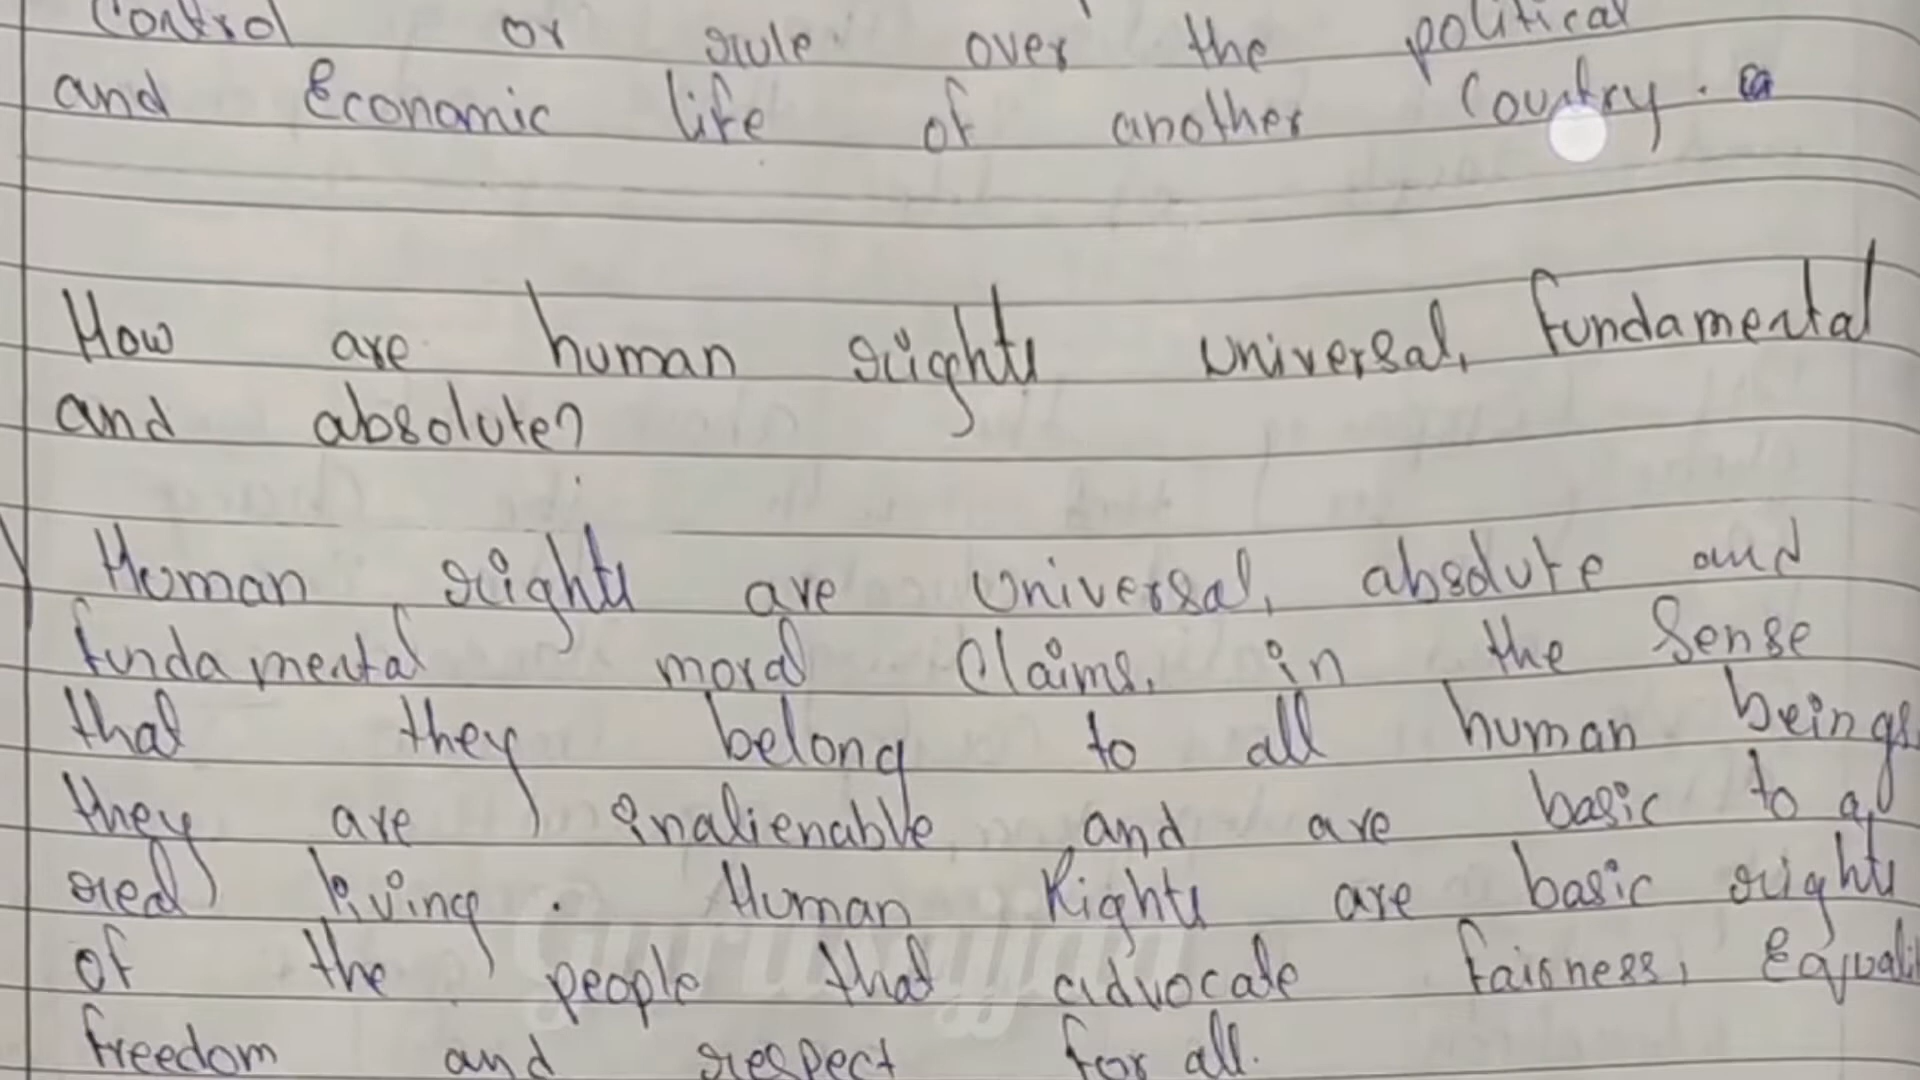 Control or rule over the political
and Economic life of another Country.
How are human rights universal, fundamental
and absolute?
Human rights are universal, absolute and
fundamental moral claims, in the sense
that they belong to all human beings,
they are inalienable and are basic to a
real living. Human Rights are basic rights
of the people that advocate fairness, Equali
freedom and respect for all.